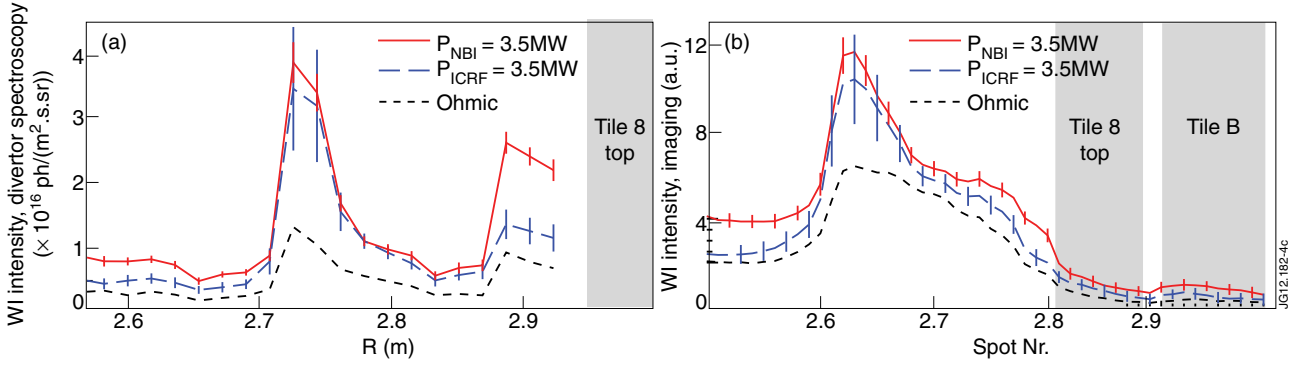 WI intensity, divertor spectroscopy
(× 10^16 ph/(m^2.s.sr))
(a)
P_NBI = 3.5MW
P_ICRF = 3.5MW
Ohmic
Tile 8
top
4
3
2
1
0
2.6 2.7 2.8 2.9
R (m)
WI intensity, imaging (a.u.)
(b)
P_NBI = 3.5MW
P_ICRF = 3.5MW
Ohmic
Tile 8
top
Tile B
12
8
4
0
2.6 2.7 2.8 2.9
Spot Nr.
JG12.182-4c